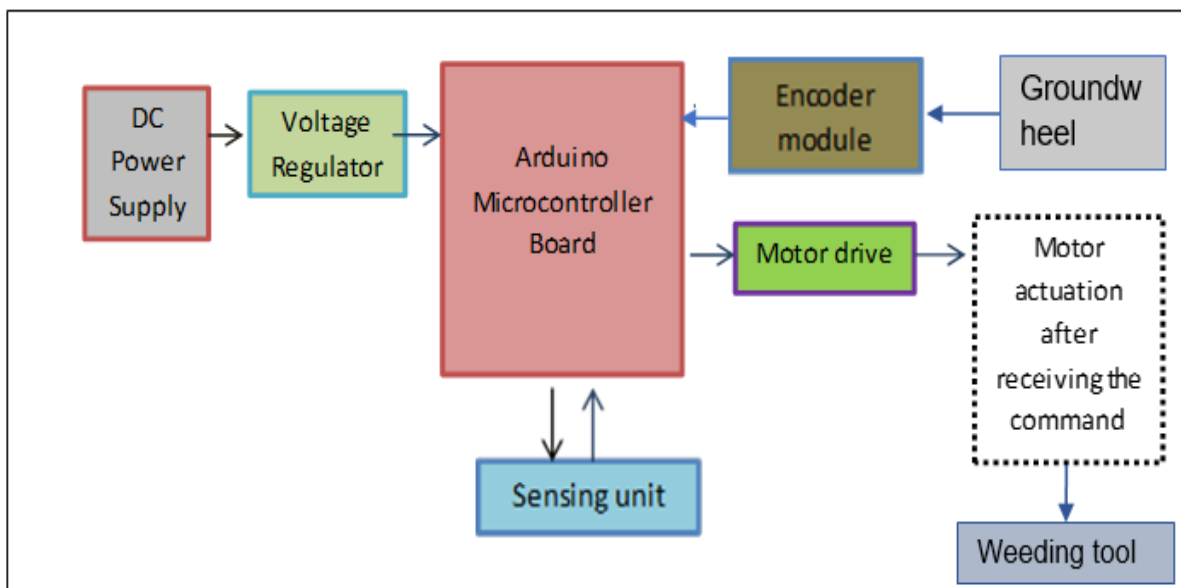 DC
Power
Supply
Voltage
Regulator
Arduino
Microcontroller
Board
Encoder
module
Groundw
heel
Motor drive
Motor
actuation
after
receiving the
command
Sensing unit
Weeding tool